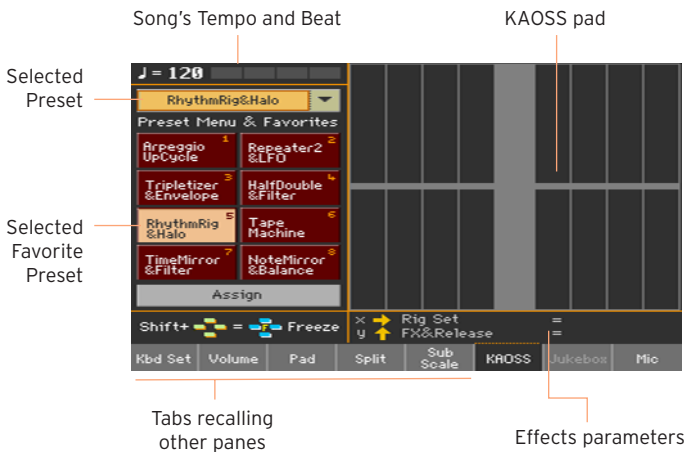 Song's Tempo and Beat
KAOSS pad
Selected
Preset
♩= 120
RhythmRig&Halo
Preset Menu & Favorites
Arpeggio 1
UpCycle
Repeater2 2
&LFO
Tripletizer 3
&Envelope
HalfDouble 4
&Filter
Selected
Favorite
Preset
RhythmRig 5
&Halo
Tape 6
Machine
TimeMirror 7
&Filter
NoteMirror 8
&Balance
Assign
Shift+ = F Freeze
x Rig Set =
y FX&Release =
Kbd Set
Volume
Pad
Split
Sub
Scale
KAOSS
Jukebox
Mic
Tabs recalling
other panes
Effects parameters